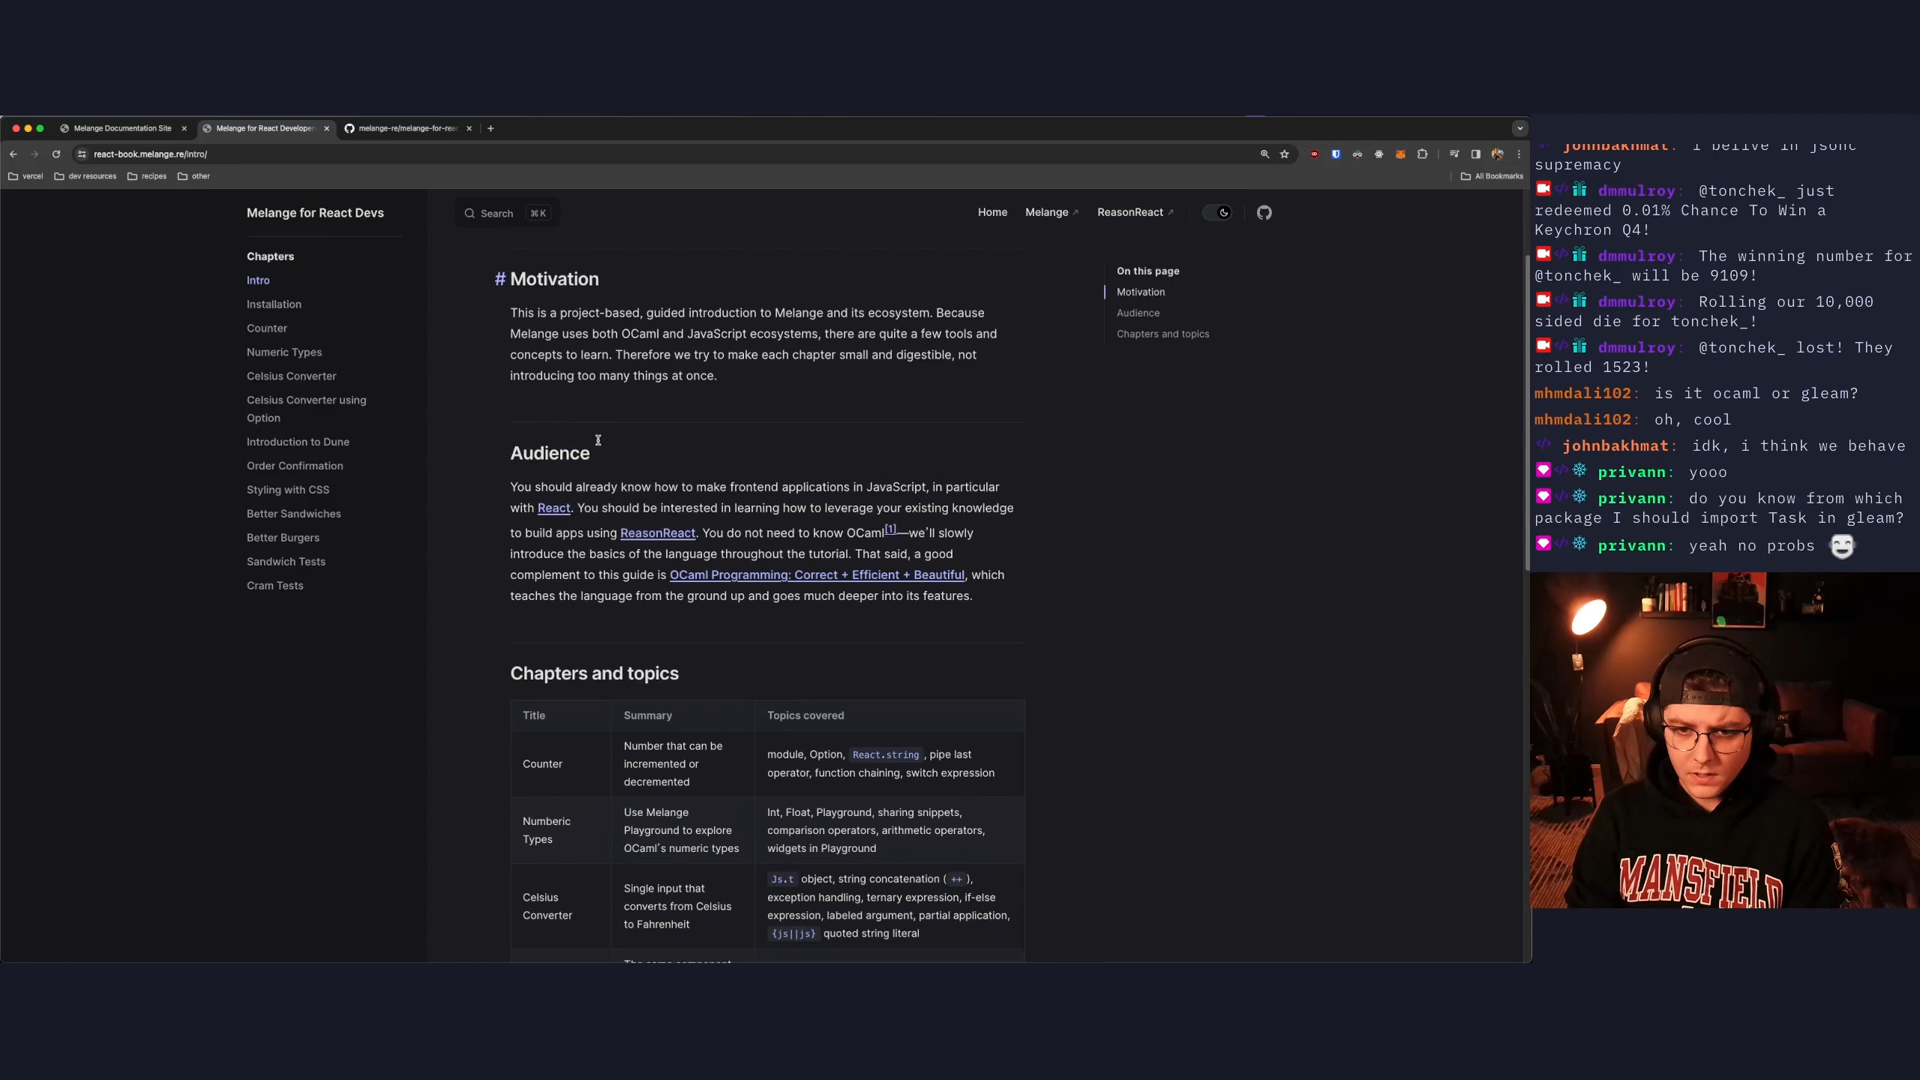 Melange Documentation Site
Melange for React Developer
melange-re/melange-for-rea
react-book.melange.re/intro/
vercel
dev resources
recipes
other
All Bookmarks
Melange for React Devs
Search
⌘K
Home
Melange
ReasonReact
Chapters
Intro
Installation
Counter
Numeric Types
Celsius Converter
Celsius Converter using
Option
Introduction to Dune
Order Confirmation
Styling with CSS
Better Sandwiches
Better Burgers
Sandwich Tests
Cram Tests
# Motivation
This is a project-based, guided introduction to Melange and its ecosystem. Because
Melange uses both OCaml and JavaScript ecosystems, there are quite a few tools and
concepts to learn. Therefore we try to make each chapter small and digestible, not
introducing too many things at once.
Audience
You should already know how to make frontend applications in JavaScript, in particular
with React. You should be interested in learning how to leverage your existing knowledge
to build apps using ReasonReact. You do not need to know OCaml[1]—we'll slowly
introduce the basics of the language throughout the tutorial. That said, a good
complement to this guide is OCaml Programming: Correct + Efficient + Beautiful, which
teaches the language from the ground up and goes much deeper into its features.
Chapters and topics
Title
Summary
Topics covered
Counter
Number that can be
incremented or
decremented
module, Option, React.string, pipe last
operator, function chaining, switch expression
Numberic
Types
Use Melange
Playground to explore
OCaml's numeric types
Int, Float, Playground, sharing snippets,
comparison operators, arithmetic operators,
widgets in Playground
Celsius
Converter
Single input that
converts from Celsius
to Fahrenheit
Js.t object, string concatenation ( ++ ),
exception handling, ternary expression, if-else
expression, labeled argument, partial application,
{js||js} quoted string literal
The same component
On this page
Motivation
Audience
Chapters and topics
johnbakhmat: i belive in jsonc
supremacy
dmmulroy: @tonchek_ just
redeemed 0.01% Chance To Win a
Keychron Q4!
dmmulroy: The winning number for
@tonchek_ will be 9109!
dmmulroy: Rolling our 10,000
sided die for tonchek_!
dmmulroy: @tonchek_ lost! They
rolled 1523!
mhmdali102: is it ocaml or gleam?
mhmdali102: oh, cool
johnbakhmat: idk, i think we behave
privann: yooo
privann: do you know from which
package I should import Task in gleam?
privann: yeah no probs
MANSFIELD